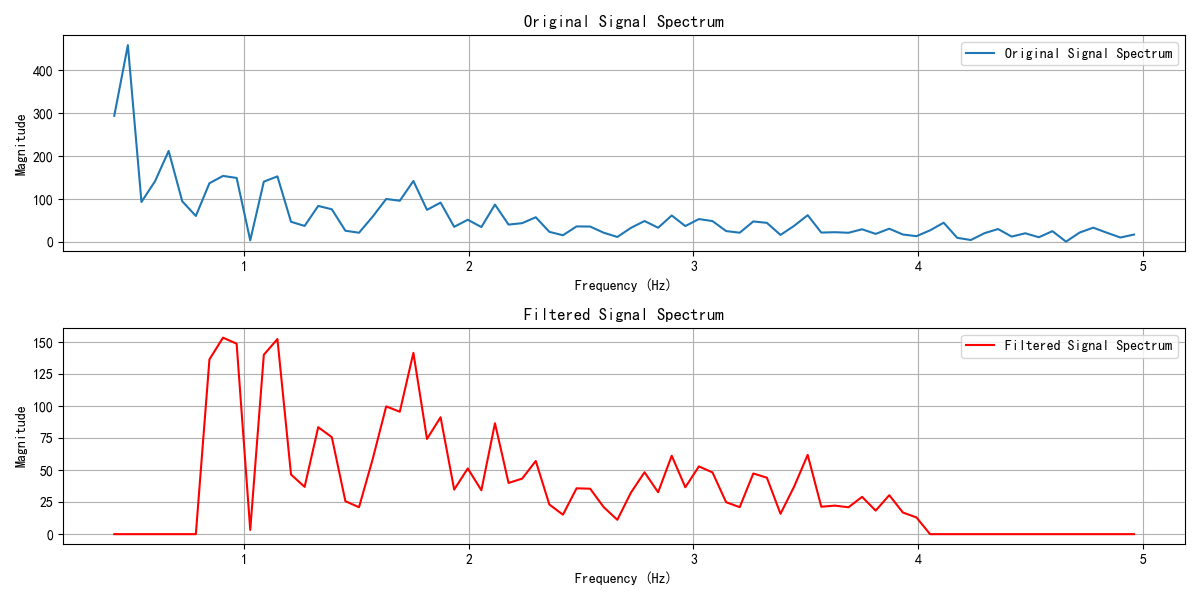 Original Signal Spectrum
Original Signal Spectrum
Magnitude
400
300
200
100
0
1 2 3 4 5
Frequency (Hz)
Filtered Signal Spectrum
Filtered Signal Spectrum
Magnitude
150
125
100
75
50
25
0
1 2 3 4 5
Frequency (Hz)